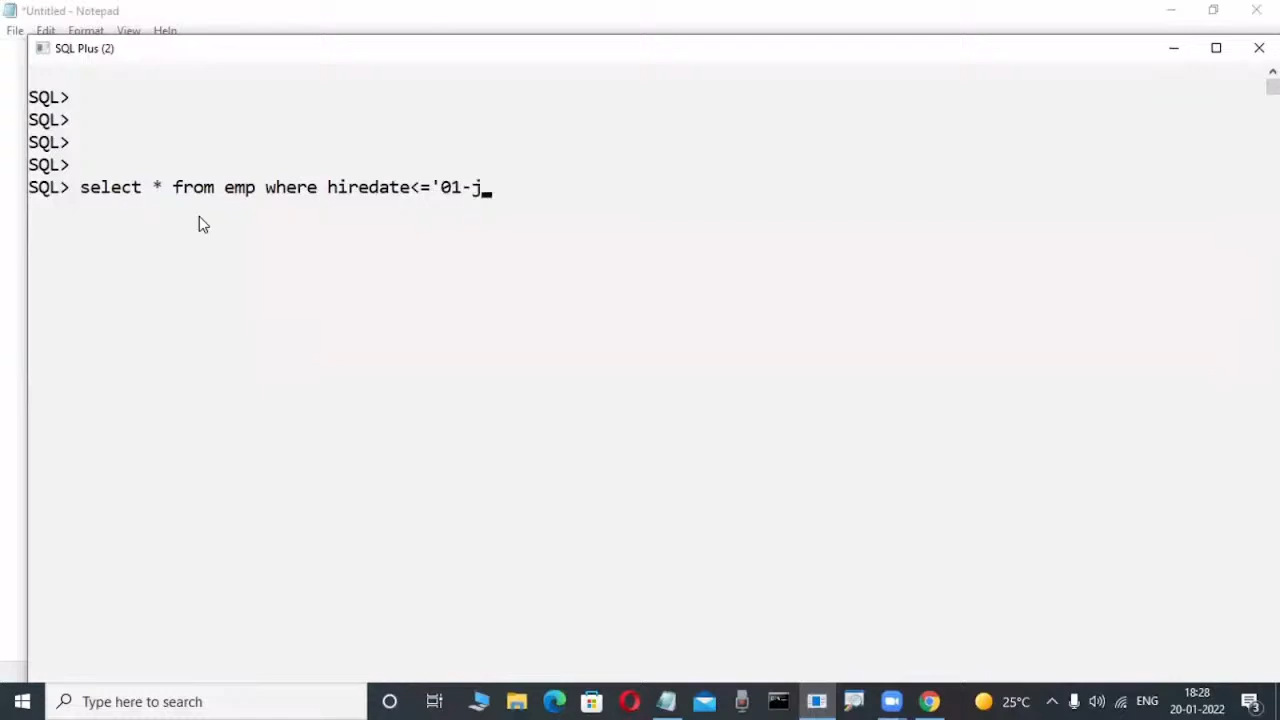 *Untitled - Notepad
File Edit Format View Help
SQL Plus (2)
SQL>
SQL>
SQL>
SQL>
SQL> select * from emp where hiredate<='01-j
Type here to search
25°C
ENG
18:28
20-01-2022
3